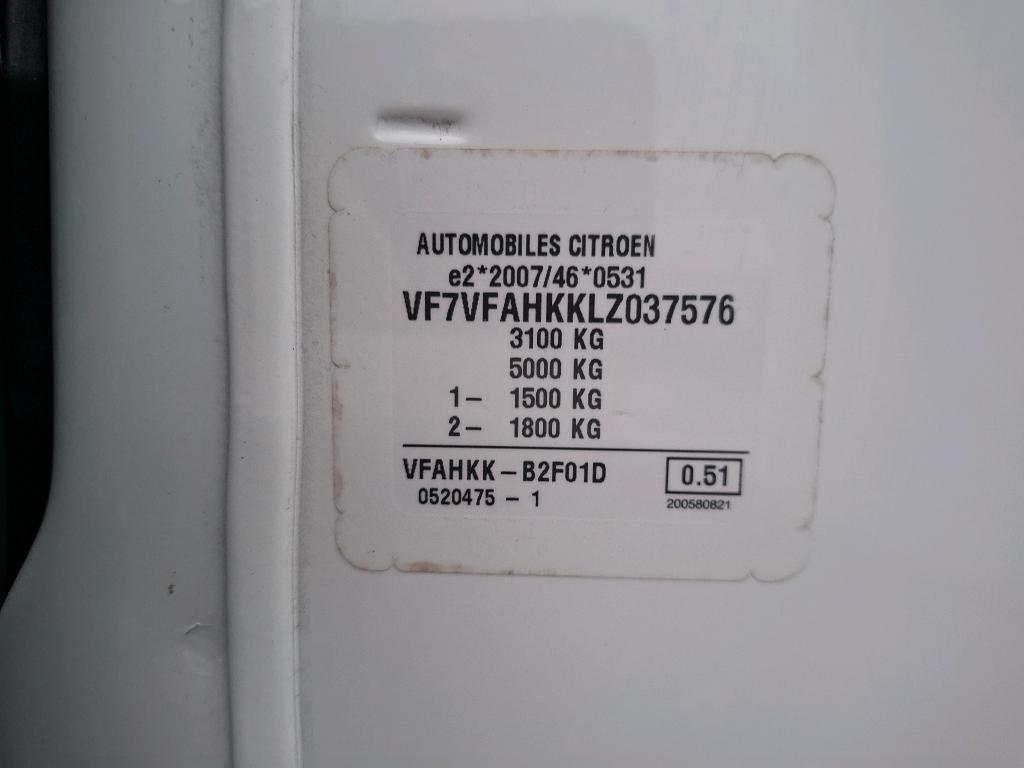 AUTOMOBILES CITROEN
e2*2007/46*0531
VF7VFAHKKLZ037576
3100 KG
5000 KG
1- 1500 KG
2- 1800 KG
VFAHKK-B2F01D 0.51
0520475 - 1 200580821